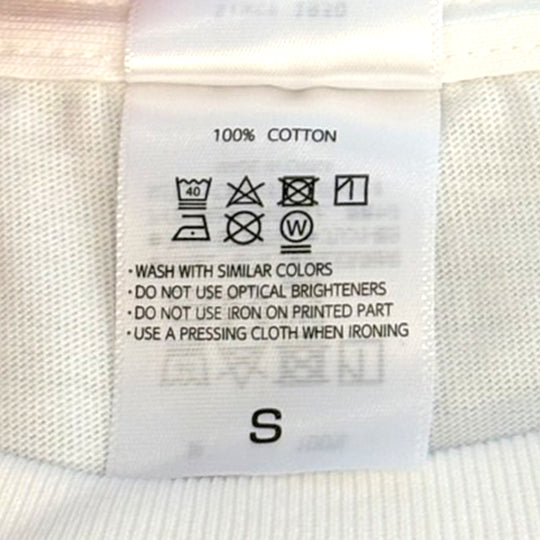 100% COTTON
40
W
·WASH WITH SIMILAR COLORS
·DO NOT USE OPTICAL BRIGHTENERS
·DO NOT USE IRON ON PRINTED PART
·USE A PRESSING CLOTH WHEN IRONING
S